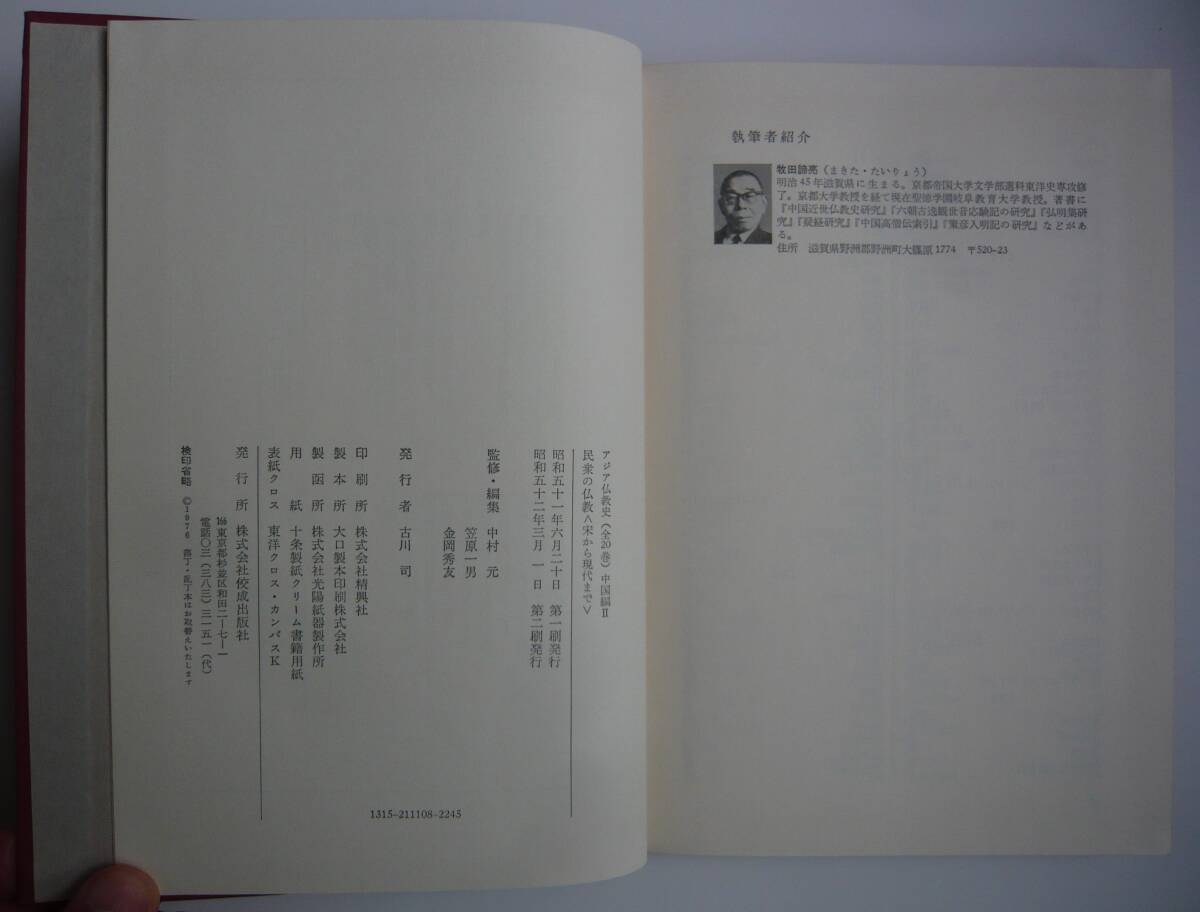 執筆者紹介
牧田諦亮（まきた・たいりょう）
明治45年滋賀県に生まる。京都帝国大学文学部選科東洋史専攻修
了。京都大学教授を経て現在聖徳学園岐阜教育大学教授。著書に
『中国近世仏教史研究』『六朝古逸観世音応験記の研究』『弘明集研
究』『疑経研究』『中国高僧伝索引』『策彦入明記の研究』などがあ
る。
住所　滋賀県野洲郡野洲町大篠原1774　〒520-23
アジア仏教史（全20巻）中国編Ⅱ
民衆の仏教＜宋から現代まで＞
昭和五十一年六月二十日　第一刷発行
昭和五十二年三月　一日　第二刷発行
監修・編集　中村　元
笠原一男
金岡秀友
発行者　古川　司
印刷所　株式会社精興社
製本所　大口製本印刷株式会社
製函所　株式会社光陽紙器製作所
用　紙　十条製紙クリーム書籍用紙
表紙クロス　東洋クロス・カンバスK
発行所　株式会社佼成出版社
166 東京都杉並区和田二-七-一
電話〇三（三八三）三一五一（代）
検印省略　©1976　落丁・乱丁本はお取替えいたします
1315-211108-2245